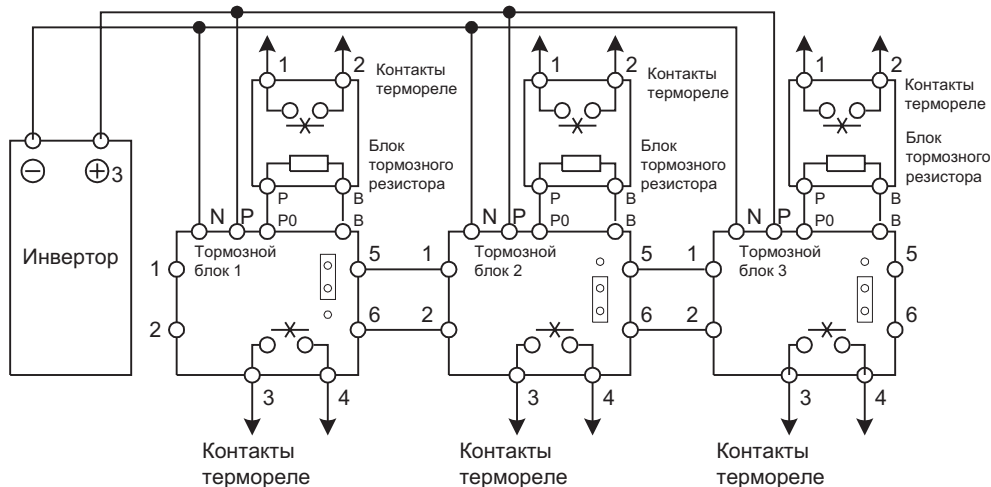 1
2
Контакты
термореле
Блок
тормозного
резистора
P
B
N
P
P0
B
Тормозной
блок 1
1
2
5
6
3
4
Контакты
термореле
1
2
Контакты
термореле
Блок
тормозного
резистора
P
B
N
P
P0
B
Тормозной
блок 2
1
2
5
6
3
4
Контакты
термореле
1
2
Контакты
термореле
Блок
тормозного
резистора
P
B
N
P
P0
B
Тормозной
блок 3
1
2
5
6
3
4
Контакты
термореле
−
+
3
Инвертор